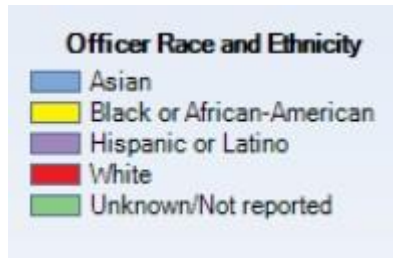 Officer Race and Ethnicity
Asian
Black or African-American
Hispanic or Latino
White
Unknown/Not reported